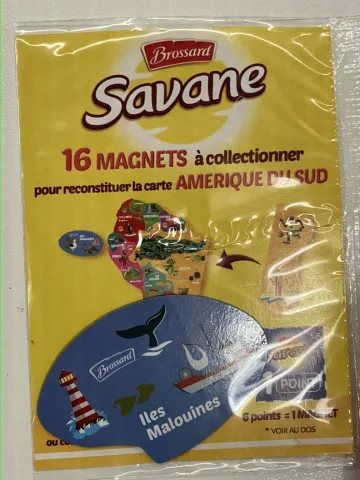 Brossard
Savane
16 MAGNETS à collectionner
pour reconstituer la carte AMERIQUE DU SUD
Brossard
Iles
Malouines
1
POINT
6 points = 1 MAGNET
* VOIR AU DOS
OU